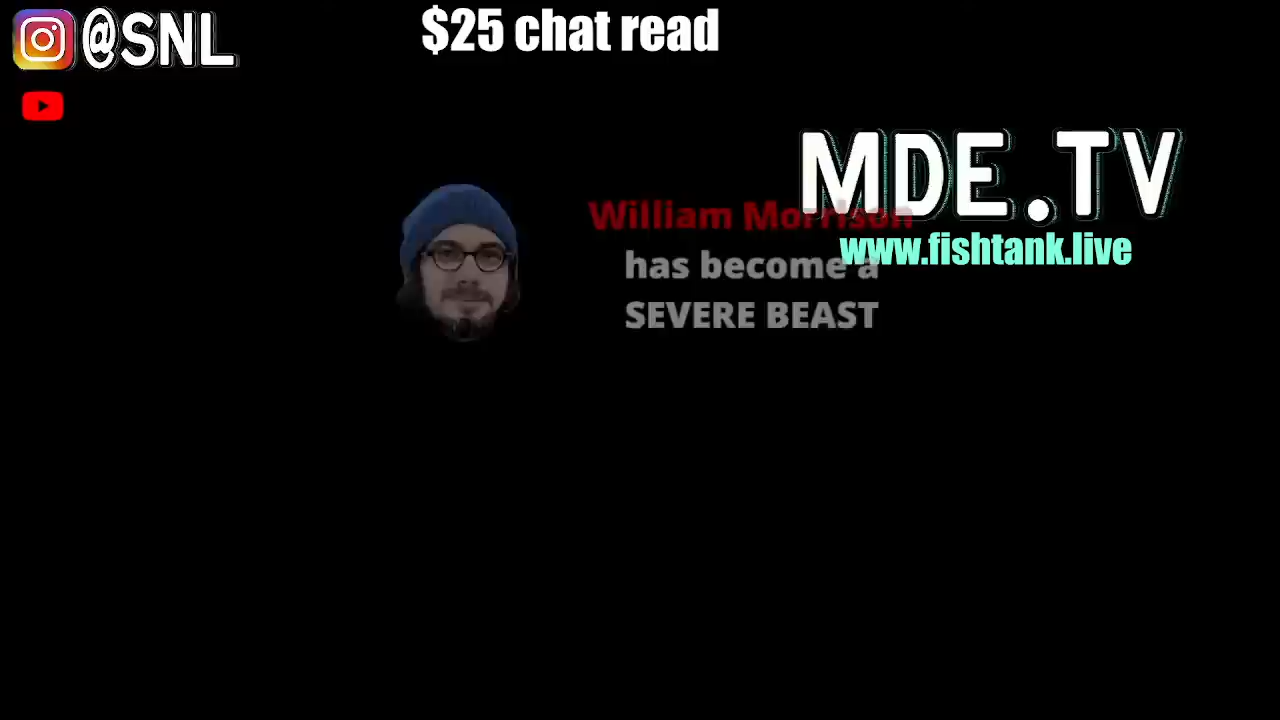 @SNL
$25 chat read
MDE.TV
www.fishtank.live
William Morrison
has become a
SEVERE BEAST